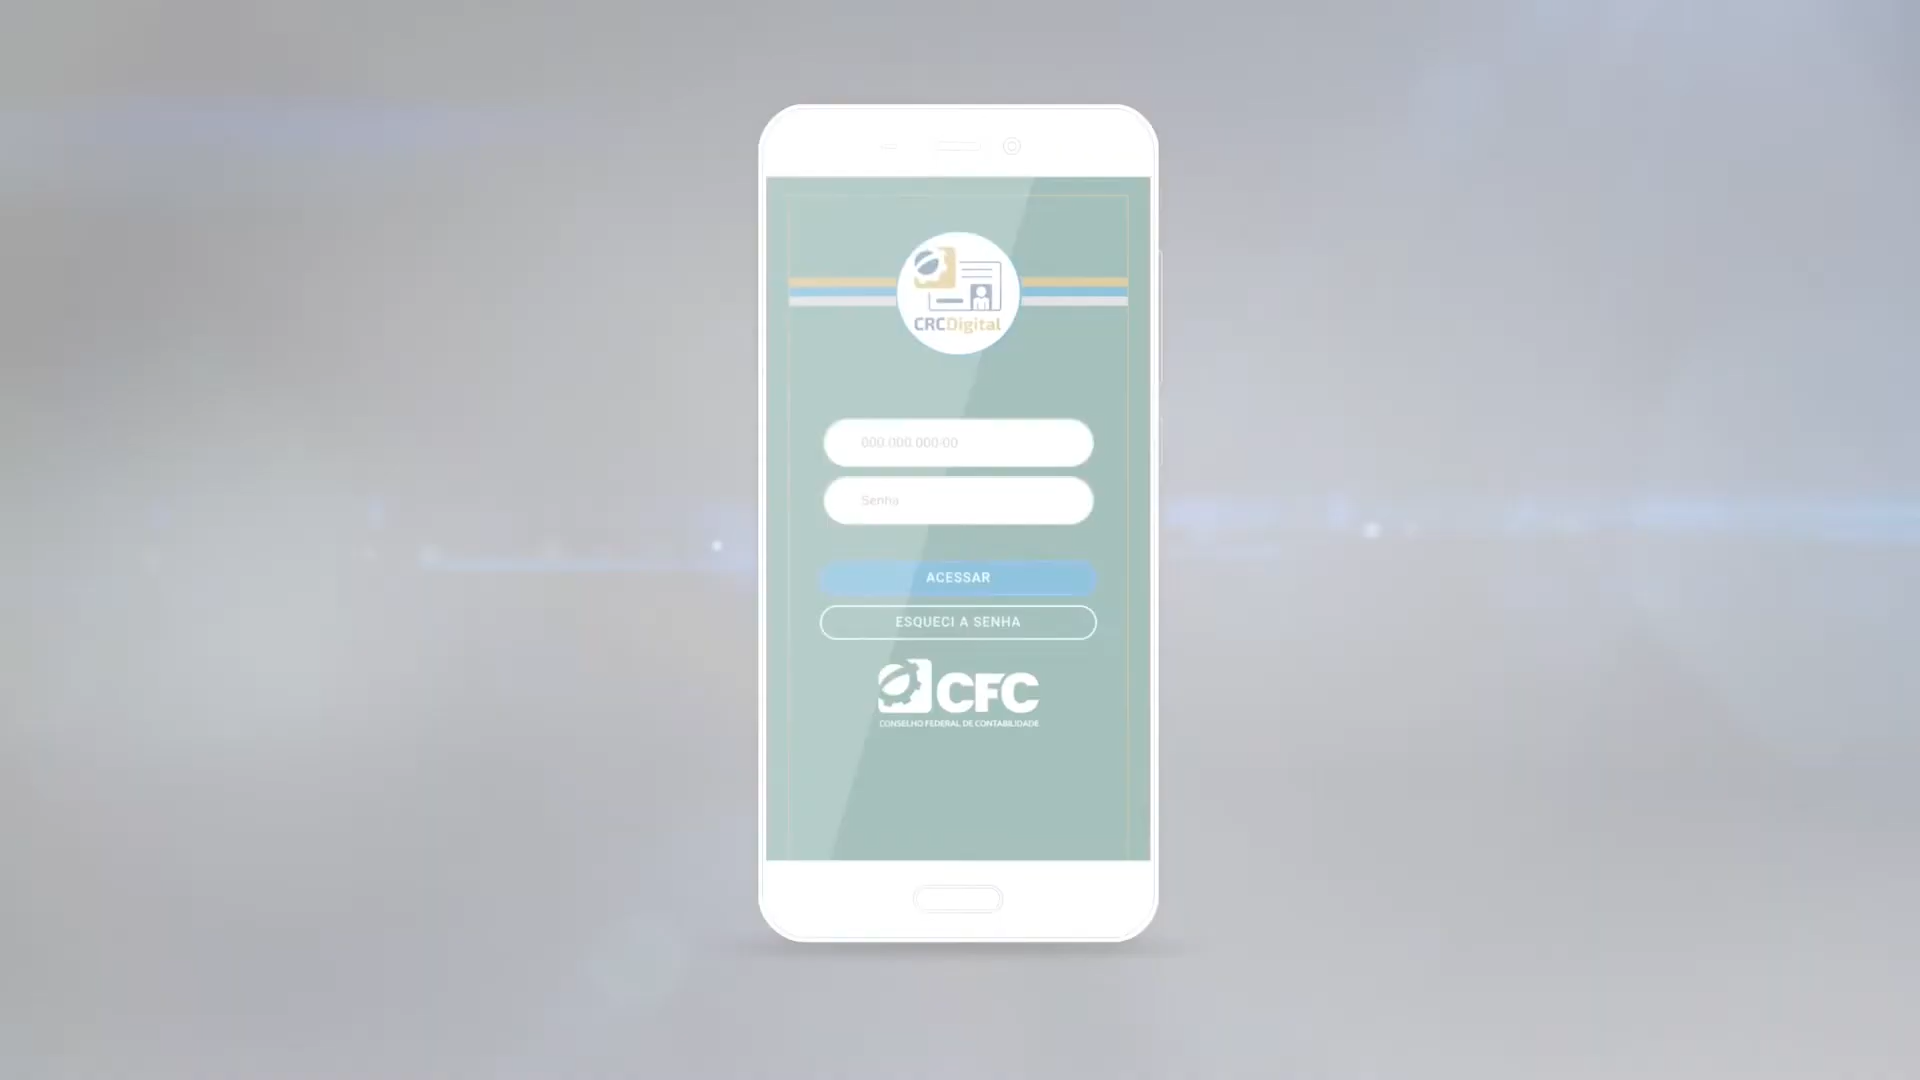 CRCDigital
000.000.000-00
Senha
ACESSAR
ESQUECI A SENHA
CFC
CONSELHO FEDERAL DE CONTABILIDADE